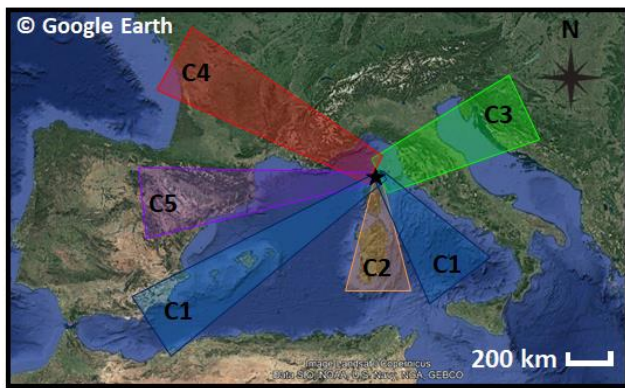 © Google Earth
N
C4
C3
C5
C2
C1
C1
200 km
Image Landsat / Copernicus
Data SIO, NOAA, U.S. Navy, NGA, GEBCO